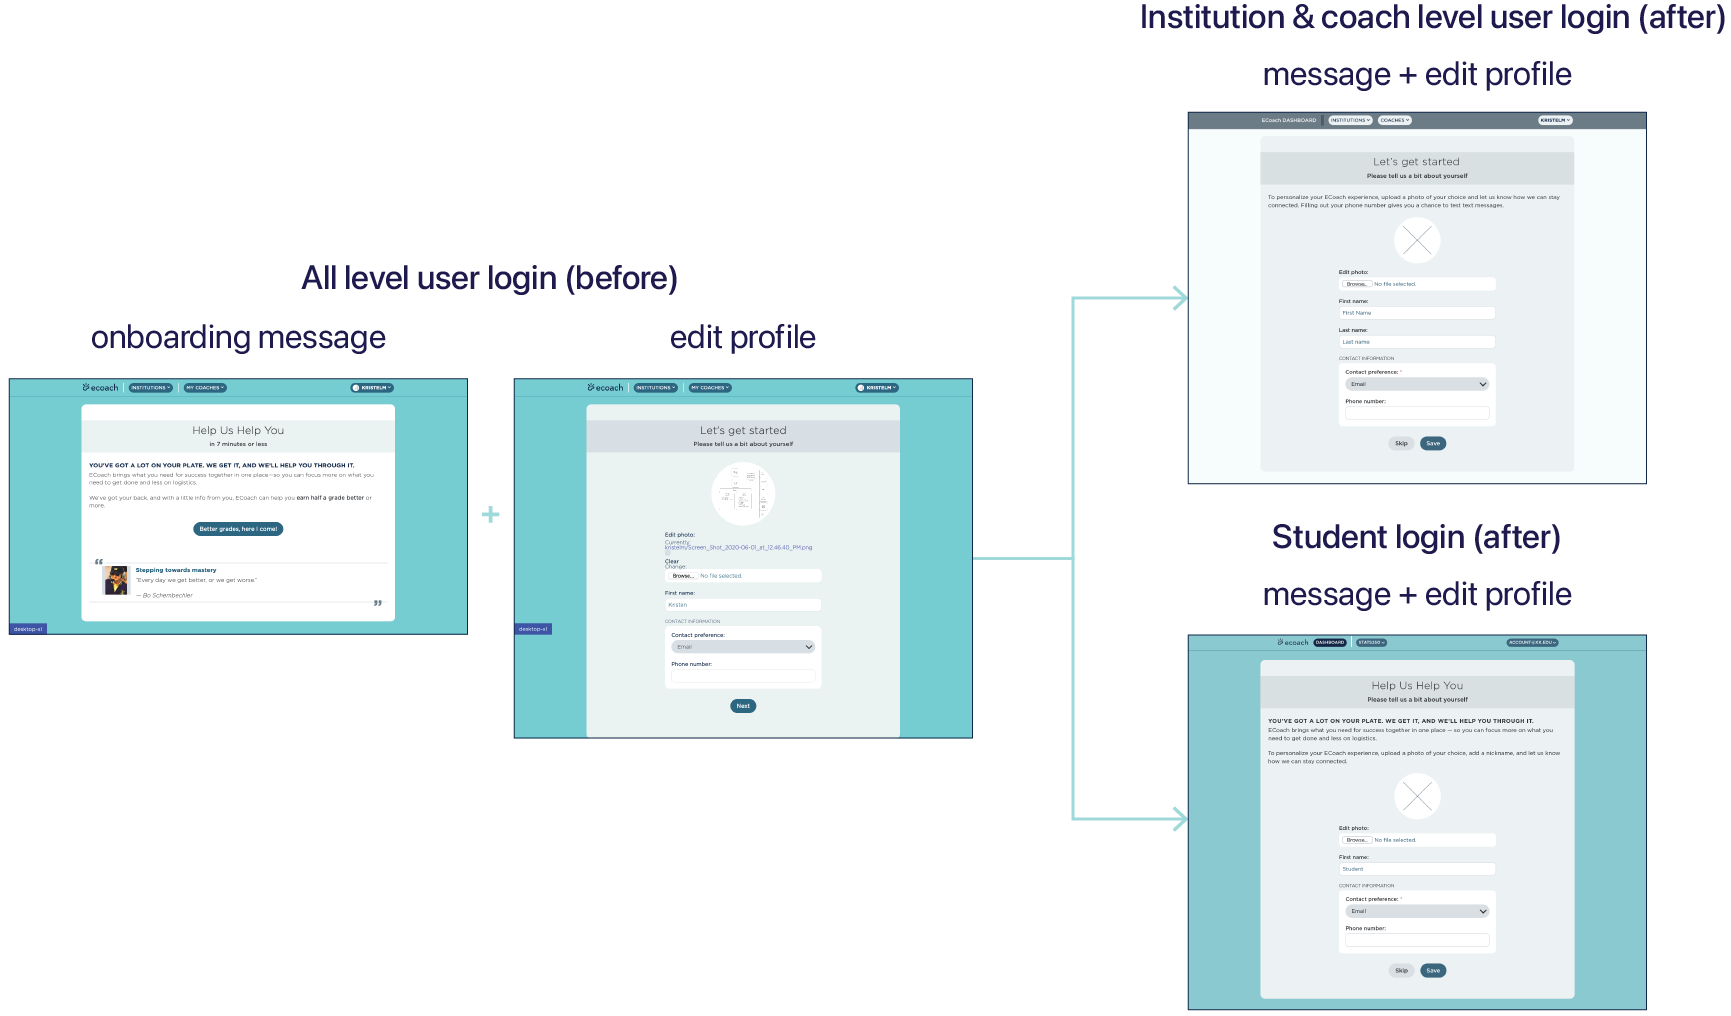 Institution & coach level user login (after)
message + edit profile
ECoach DASHBOARD
INSTITUTIONS
COACHES
KRISTELM
Let's get started
Please tell us a bit about yourself
To personalize your ECoach experience, upload a photo of your choice and let us know how we can stay
connected. Filling out your phone number gives you a chance to test text messages.
Edit photo:
Browse... No file selected.
First name:
First Name
Last name:
Last name
CONTACT INFORMATION
Contact preference: *
Email
Phone number:
Skip
Save
All level user login (before)
onboarding message
ecoach
INSTITUTIONS
MY COACHES
KRISTELM
Help Us Help You
in 7 minutes or less
YOU'VE GOT A LOT ON YOUR PLATE. WE GET IT, AND WE'LL HELP YOU THROUGH IT.
ECoach brings what you need for success together in one place—so you can focus more on what you
need to get done and less on logistics.
We've got your back, and with a little info from you, ECoach can help you earn half a grade better or
more.
Better grades, here I come!
“
Stepping towards mastery
"Every day we get better, or we get worse."
— Bo Schembechler
”
desktop-xl
+
edit profile
ecoach
INSTITUTIONS
MY COACHES
KRISTELM
Let's get started
Please tell us a bit about yourself
Edit photo:
Currently:
kristelm/Screen_Shot_2020-06-01_at_12.46.40_PM.png
Clear
Change:
Browse... No file selected.
First name:
Kristen
CONTACT INFORMATION
Contact preference:
Email
Phone number:
Next
desktop-xl
Student login (after)
message + edit profile
ecoach
DASHBOARD
STATS250
ACCOUNT@KK.EDU
Help Us Help You
Please tell us a bit about yourself
YOU'VE GOT A LOT ON YOUR PLATE. WE GET IT, AND WE'LL HELP YOU THROUGH IT.
ECoach brings what you need for success together in one place — so you can focus more on what you
need to get done and less on logistics.
To personalize your ECoach experience, upload a photo of your choice, add a nickname, and let us know
how we can stay connected.
Edit photo:
Browse... No file selected.
First name:
Student
CONTACT INFORMATION
Contact preference: *
Email
Phone number:
Skip
Save